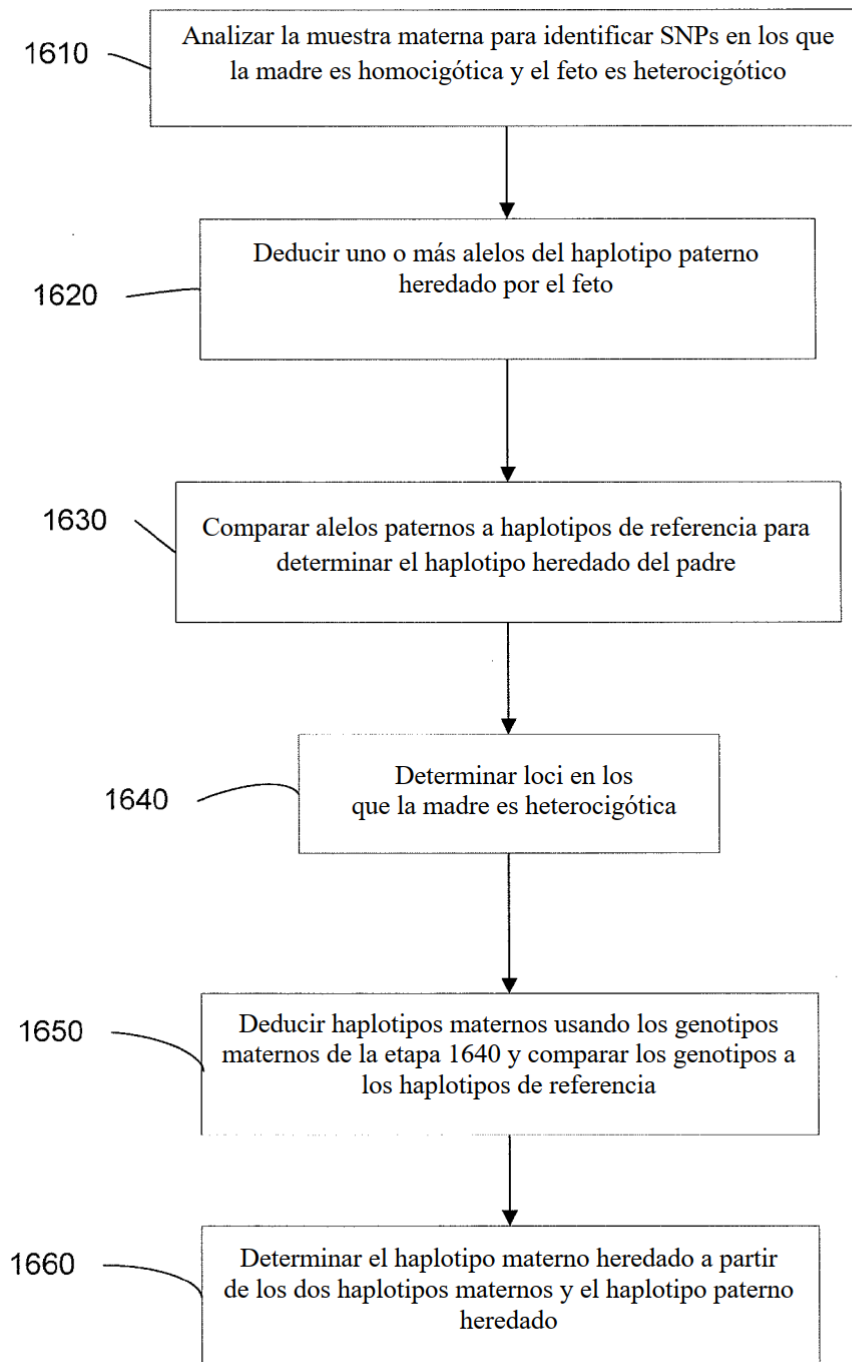 1610
Analizar la muestra materna para identificar SNPs en los que
la madre es homocigótica y el feto es heterocigótico
1620
Deducir uno o más alelos del haplotipo paterno
heredado por el feto
1630
Comparar alelos paternos a haplotipos de referencia para
determinar el haplotipo heredado del padre
1640
Determinar loci en los
que la madre es heterocigótica
1650
Deducir haplotipos maternos usando los genotipos
maternos de la etapa 1640 y comparar los genotipos a
los haplotipos de referencia
1660
Determinar el haplotipo materno heredado a partir
de los dos haplotipos maternos y el haplotipo paterno
heredado